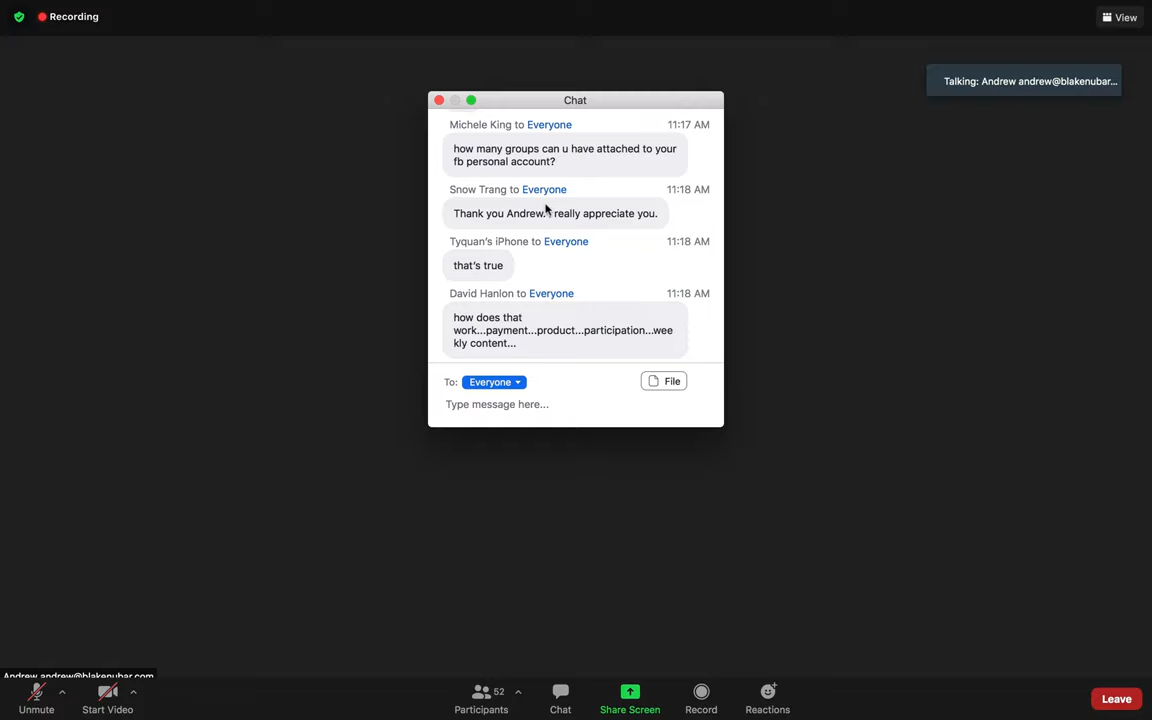 Recording
View
Talking: Andrew andrew@blakenubar...
Chat
Michele King to Everyone 11:17 AM
how many groups can u have attached to your
fb personal account?
Snow Trang to Everyone 11:18 AM
Thank you Andrew. I really appreciate you.
Tyquan's iPhone to Everyone 11:18 AM
that's true
David Hanlon to Everyone 11:18 AM
how does that
work...payment...product...participation...wee
kly content...
To: Everyone File
Type message here...
Andrew andrew@blakenubar.com
Unmute Start Video 52 Participants Chat Share Screen Record Reactions Leave